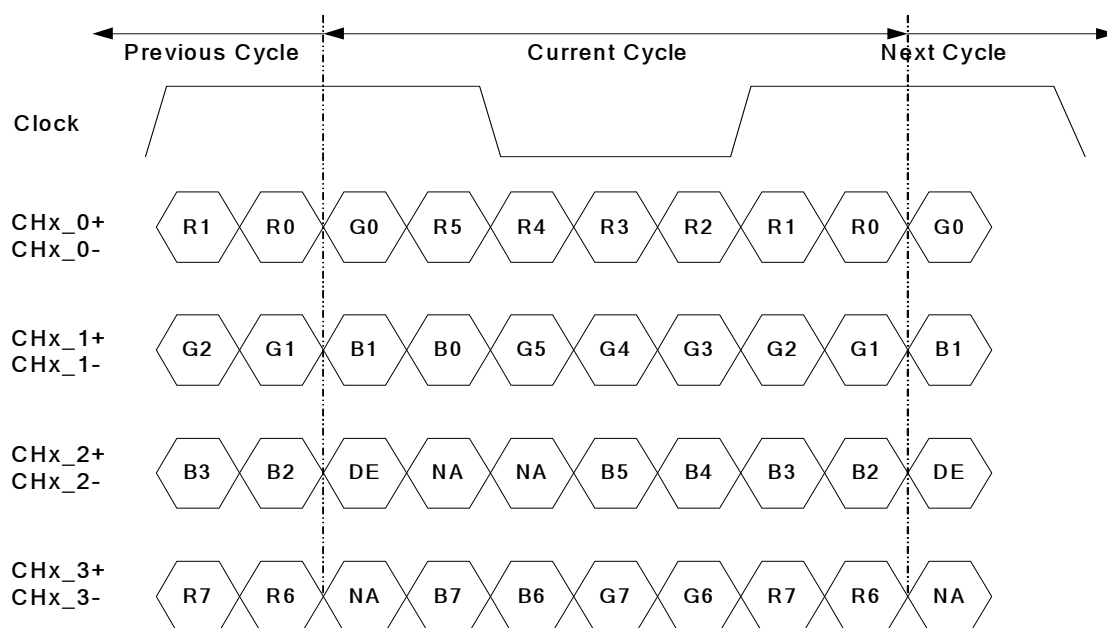 Previous Cycle Current Cycle Next Cycle
Clock
CHx_0+
CHx_0-
R1 R0 G0 R5 R4 R3 R2 R1 R0 G0
CHx_1+
CHx_1-
G2 G1 B1 B0 G5 G4 G3 G2 G1 B1
CHx_2+
CHx_2-
B3 B2 DE NA NA B5 B4 B3 B2 DE
CHx_3+
CHx_3-
R7 R6 NA B7 B6 G7 G6 R7 R6 NA